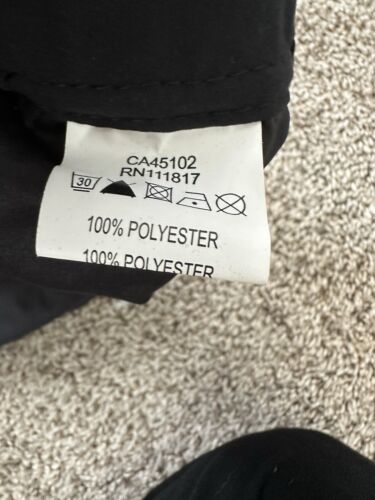 CA45102
RN111817
30
100% POLYESTER
100% POLYESTER